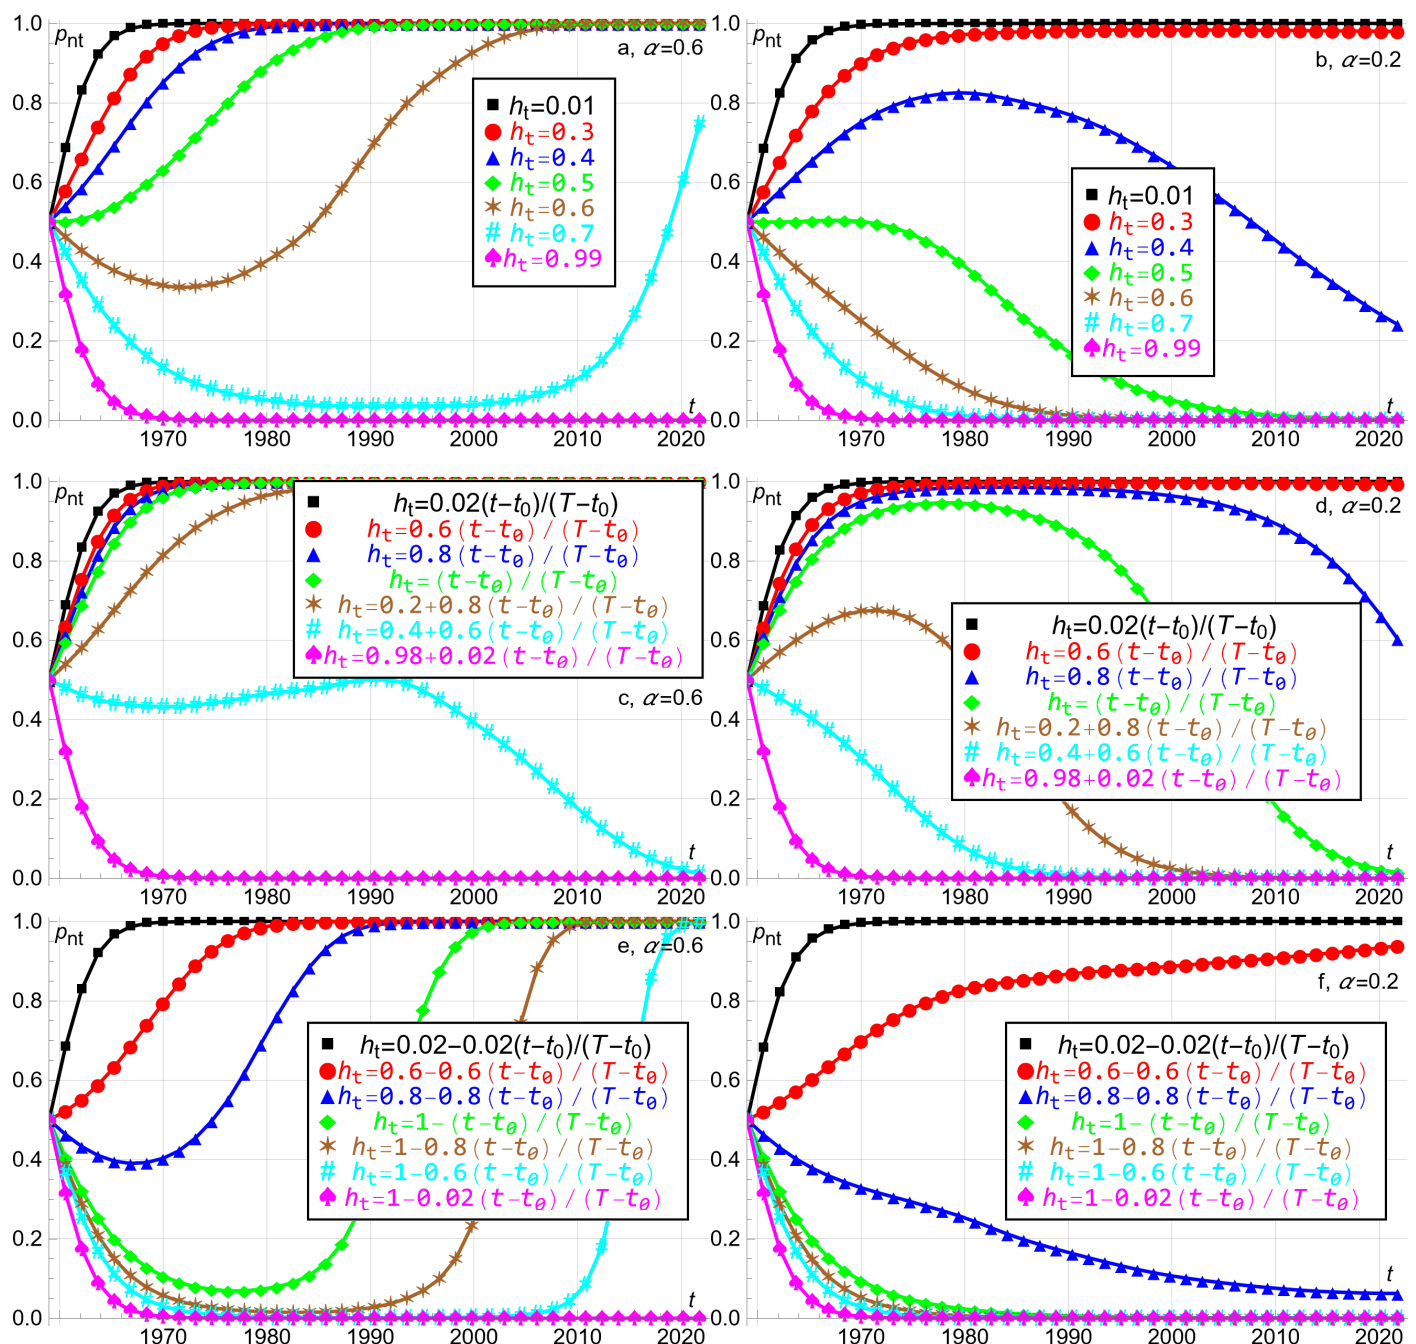 1.0
p_nt
a, α=0.6
0.8
h_t=0.01
h_t=0.3
h_t=0.4
h_t=0.5
h_t=0.6
h_t=0.7
h_t=0.99
0.6
0.4
0.2
0.0
t
1970 1980 1990 2000 2010 2020
1.0
p_nt
b, α=0.2
0.8
0.6
h_t=0.01
h_t=0.3
h_t=0.4
h_t=0.5
h_t=0.6
h_t=0.7
h_t=0.99
0.4
0.2
0.0
t
1970 1980 1990 2000 2010 2020
1.0
p_nt
h_t=0.02(t−t_0)/(T−t_0)
h_t=0.6(t−t_0)/(T−t_0)
h_t=0.8(t−t_0)/(T−t_0)
h_t=(t−t_0)/(T−t_0)
h_t=0.2+0.8(t−t_0)/(T−t_0)
h_t=0.4+0.6(t−t_0)/(T−t_0)
h_t=0.98+0.02(t−t_0)/(T−t_0)
c, α=0.6
0.8
0.6
0.4
0.2
0.0
t
1970 1980 1990 2000 2010 2020
1.0
p_nt
d, α=0.2
0.8
0.6
h_t=0.02(t−t_0)/(T−t_0)
h_t=0.6(t−t_0)/(T−t_0)
h_t=0.8(t−t_0)/(T−t_0)
h_t=(t−t_0)/(T−t_0)
h_t=0.2+0.8(t−t_0)/(T−t_0)
h_t=0.4+0.6(t−t_0)/(T−t_0)
h_t=0.98+0.02(t−t_0)/(T−t_0)
0.4
0.2
0.0
t
1970 1980 1990 2000 2010 2020
1.0
p_nt
e, α=0.6
0.8
h_t=0.02−0.02(t−t_0)/(T−t_0)
h_t=0.6−0.6(t−t_0)/(T−t_0)
h_t=0.8−0.8(t−t_0)/(T−t_0)
h_t=1−(t−t_0)/(T−t_0)
h_t=1−0.8(t−t_0)/(T−t_0)
h_t=1−0.6(t−t_0)/(T−t_0)
h_t=1−0.02(t−t_0)/(T−t_0)
0.6
0.4
0.2
0.0
t
1970 1980 1990 2000 2010 2020
1.0
p_nt
f, α=0.2
0.8
h_t=0.02−0.02(t−t_0)/(T−t_0)
h_t=0.6−0.6(t−t_0)/(T−t_0)
h_t=0.8−0.8(t−t_0)/(T−t_0)
h_t=1−(t−t_0)/(T−t_0)
h_t=1−0.8(t−t_0)/(T−t_0)
h_t=1−0.6(t−t_0)/(T−t_0)
h_t=1−0.02(t−t_0)/(T−t_0)
0.6
0.4
0.2
0.0
t
1970 1980 1990 2000 2010 2020